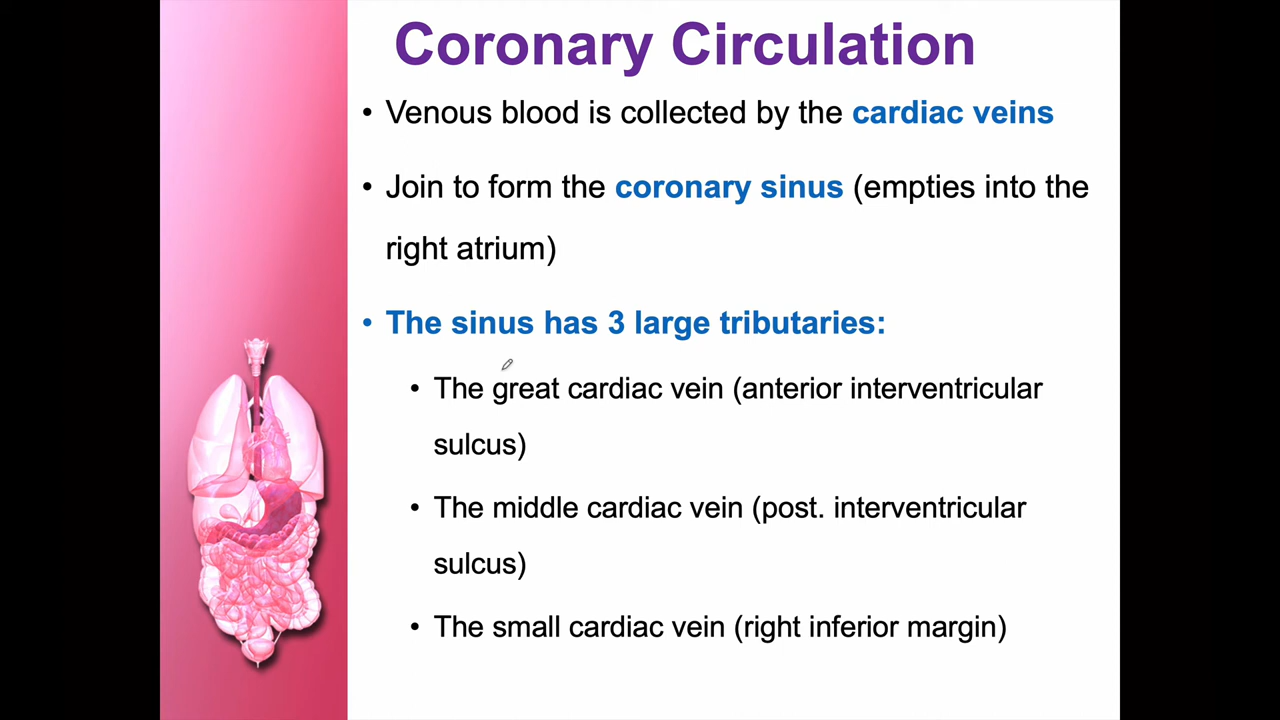 Coronary Circulation
• Venous blood is collected by the cardiac veins
• Join to form the coronary sinus (empties into the
right atrium)
• The sinus has 3 large tributaries:
• The great cardiac vein (anterior interventricular
sulcus)
• The middle cardiac vein (post. interventricular
sulcus)
• The small cardiac vein (right inferior margin)